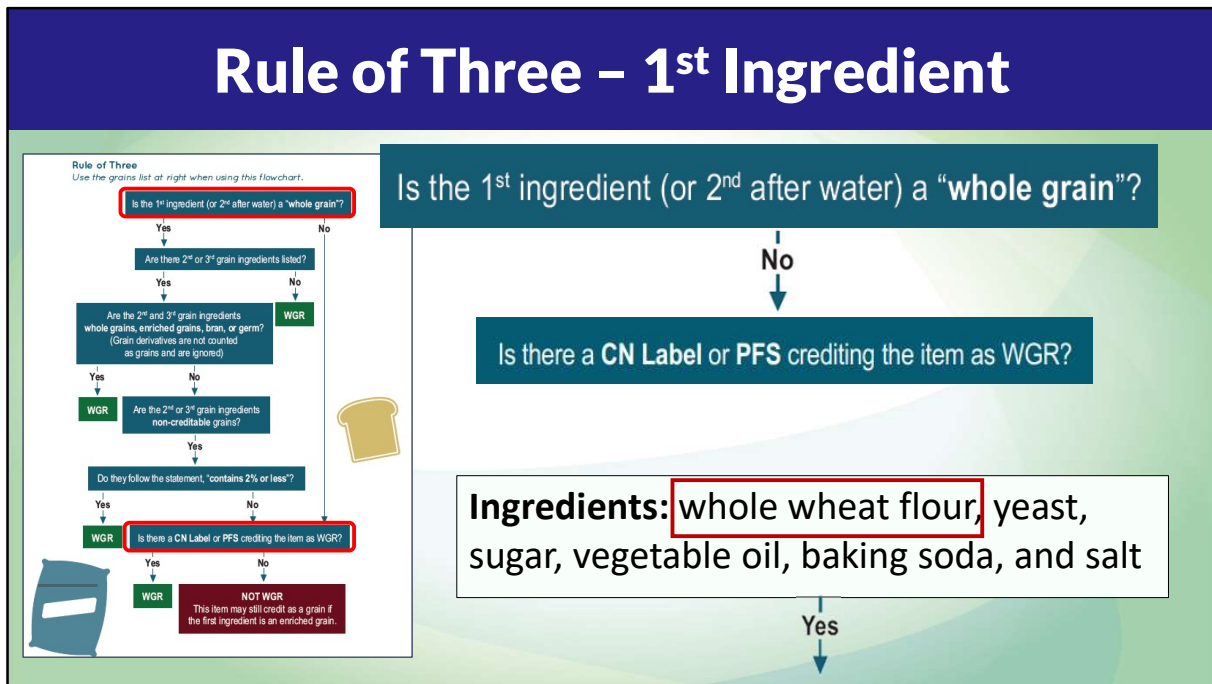 Rule of Three – 1st Ingredient
Rule of Three
Use the grains list at right when using this flowchart.
Is the 1st ingredient (or 2nd after water) a “whole grain”?
Yes
No
Are there 2nd or 3rd grain ingredients listed?
Yes
No
Are the 2nd and 3rd grain ingredients
whole grains, enriched grains, bran, or germ?
(Grain derivatives are not counted
as grains and are ignored)
WGR
Yes
No
WGR
Are the 2nd or 3rd grain ingredients
non-creditable grains?
Yes
Do they follow the statement, “contains 2% or less”?
Yes
No
WGR
Is there a CN Label or PFS crediting the item as WGR?
Yes
No
WGR
NOT WGR
This item may still credit as a grain if
the first ingredient is an enriched grain.
Is the 1st ingredient (or 2nd after water) a “whole grain”?
No
Is there a CN Label or PFS crediting the item as WGR?
Ingredients: whole wheat flour, yeast,
sugar, vegetable oil, baking soda, and salt
Yes